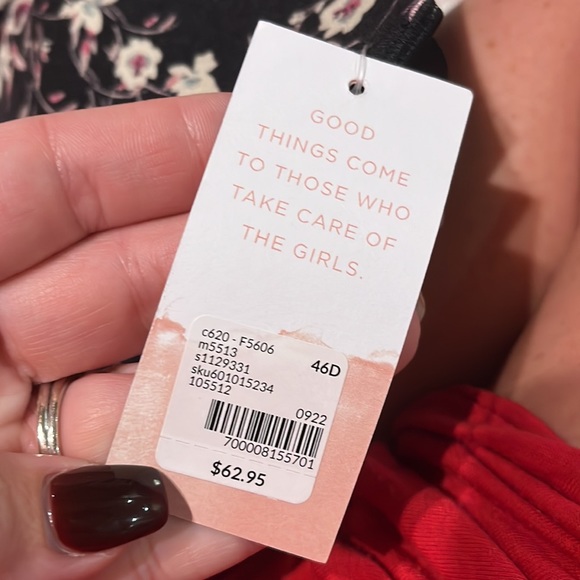 GOOD
THINGS COME
TO THOSE WHO
TAKE CARE OF
THE GIRLS.
c620 - F5606
m5513
46D
s1129331
sku601015234
105512
0922
700008155701
$62.95